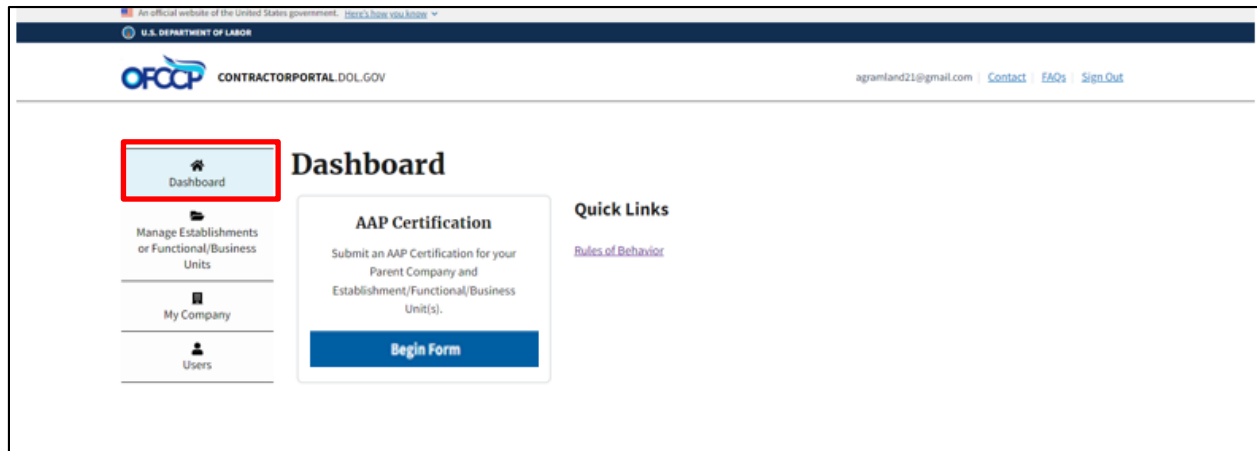 An official website of the United States government. Here's how you know
U.S. DEPARTMENT OF LABOR
OFCCP CONTRACTORPORTAL.DOL.GOV
agramland21@gmail.com | Contact | FAQs | Sign Out
Dashboard
Manage Establishments
or Functional/Business
Units
My Company
Users
Dashboard
AAP Certification
Submit an AAP Certification for your
Parent Company and
Establishment/Functional/Business
Unit(s).
Begin Form
Quick Links
Rules of Behavior